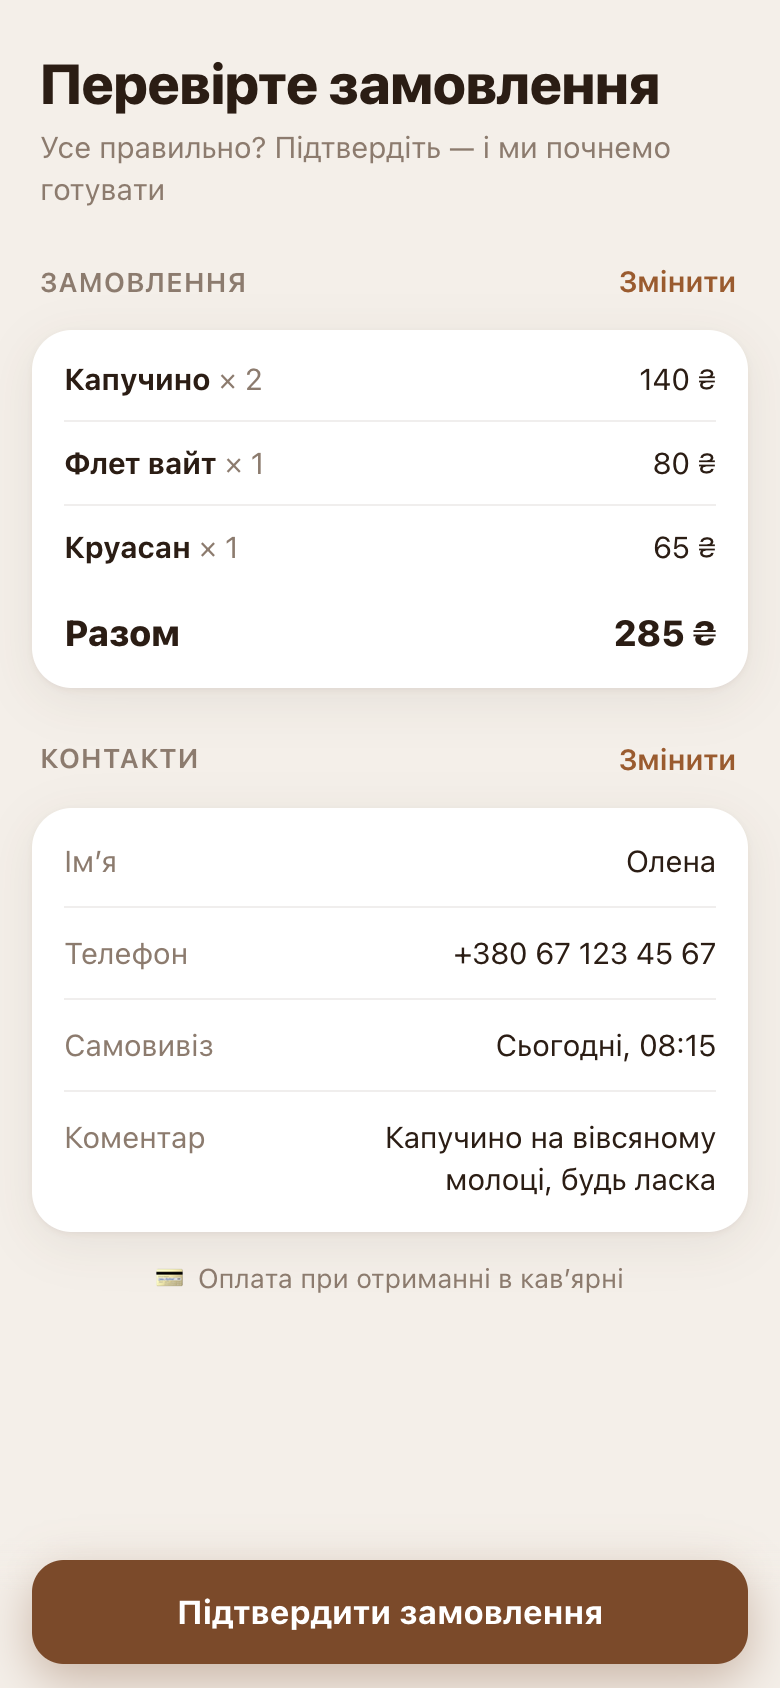 Перевірте замовлення
Усе правильно? Підтвердіть — і ми почнемо
готувати
ЗАМОВЛЕННЯ Змінити
Капучино × 2 140 ₴
Флет вайт × 1 80 ₴
Круасан × 1 65 ₴
Разом 285 ₴
КОНТАКТИ Змінити
Ім’я Олена
Телефон +380 67 123 45 67
Самовивіз Сьогодні, 08:15
Коментар Капучино на вівсяному
молоці, будь ласка
💳 Оплата при отриманні в кав’ярні
Підтвердити замовлення